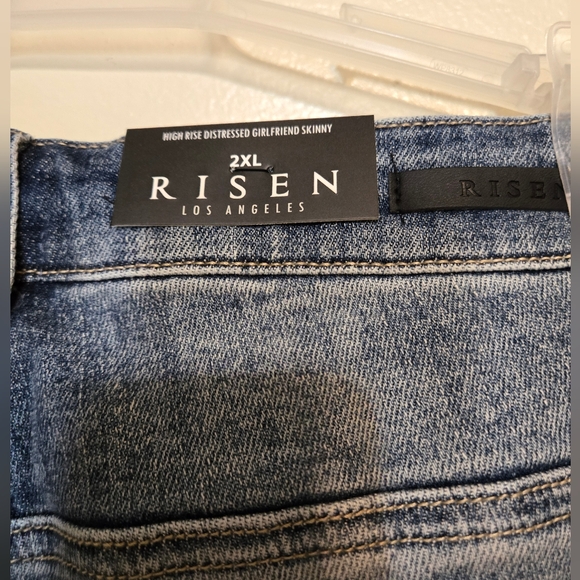 HIGH RISE DISTRESSED GIRLFRIEND SKINNY
2XL
RISEN
LOS ANGELES
RISEN